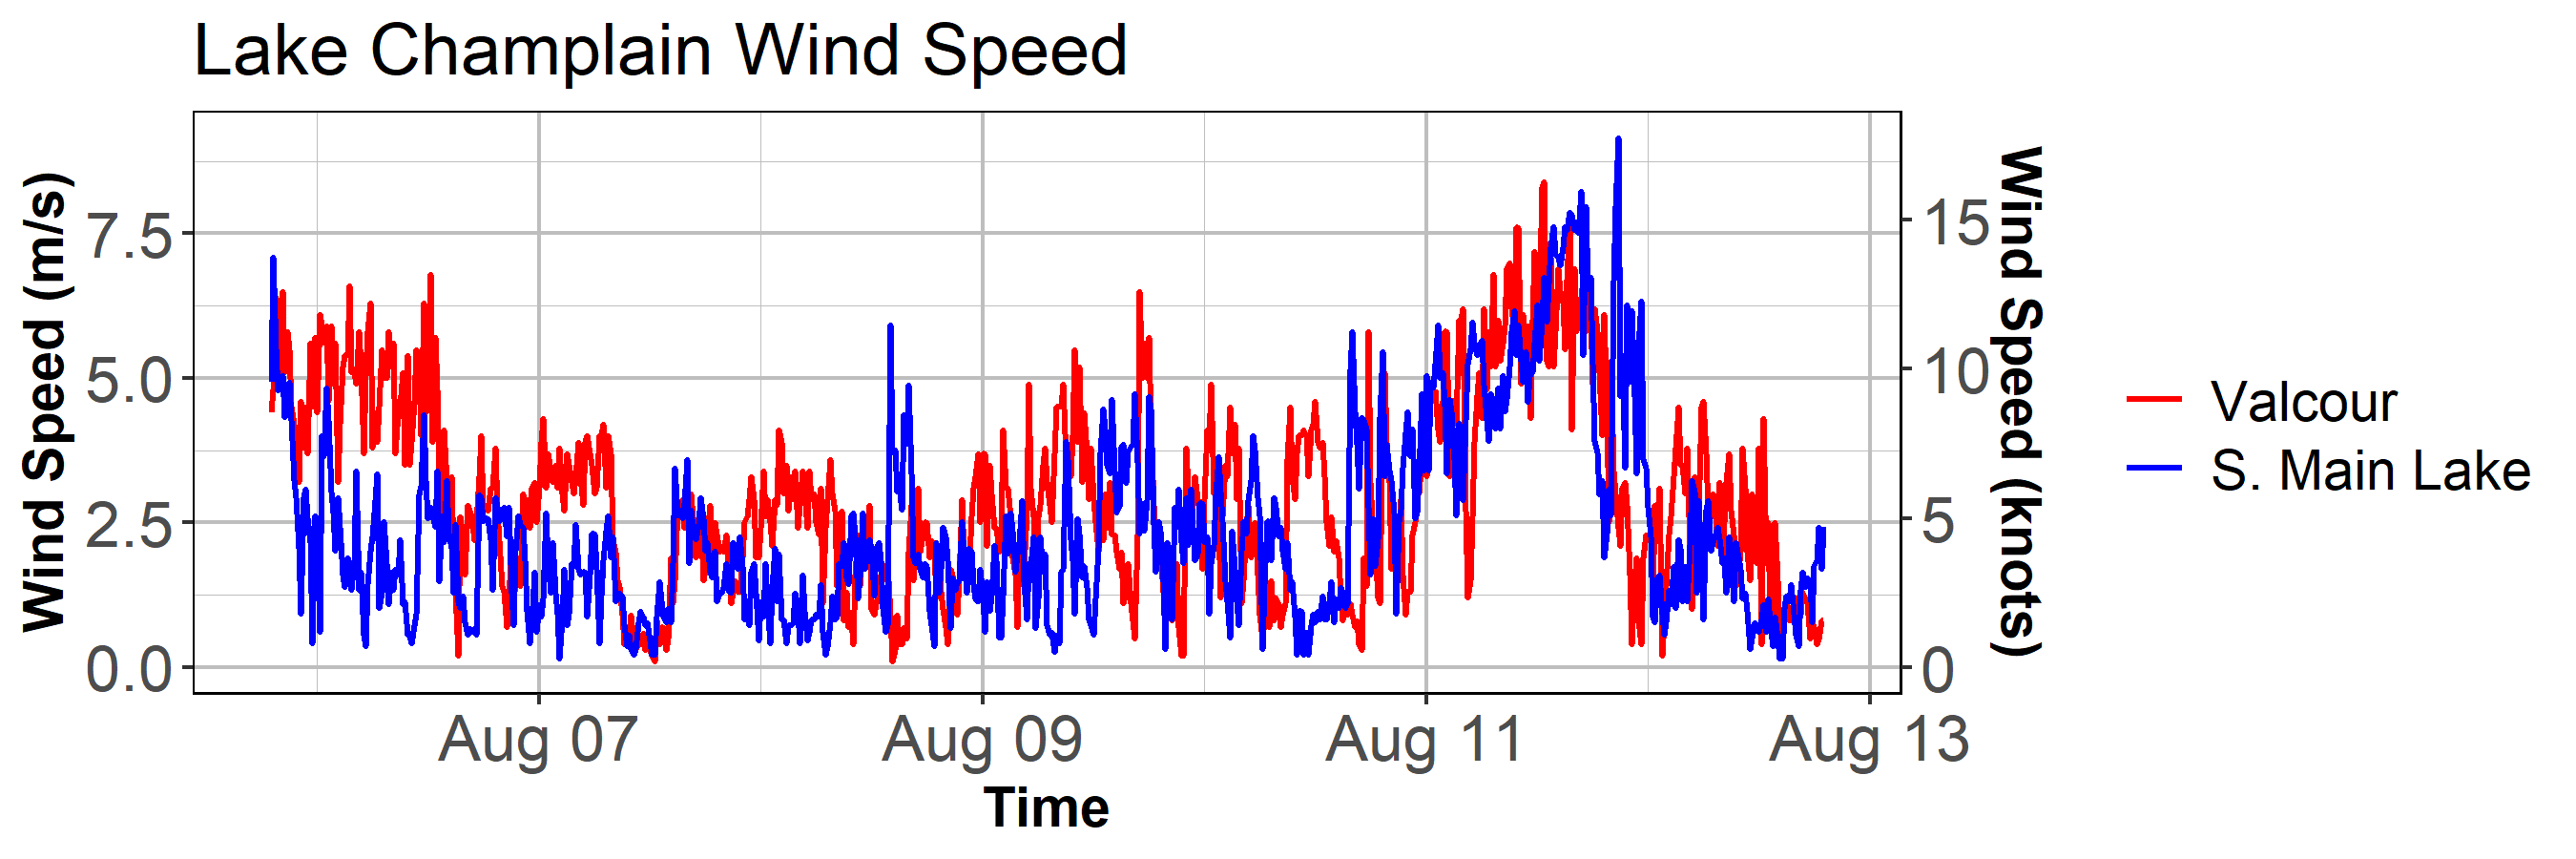 Lake Champlain Wind Speed
Wind Speed (m/s)
7.5
5.0
2.5
0.0
15
10
5
0
Wind Speed (knots)
Aug 07
Aug 09
Aug 11
Aug 13
Time
Valcour
S. Main Lake